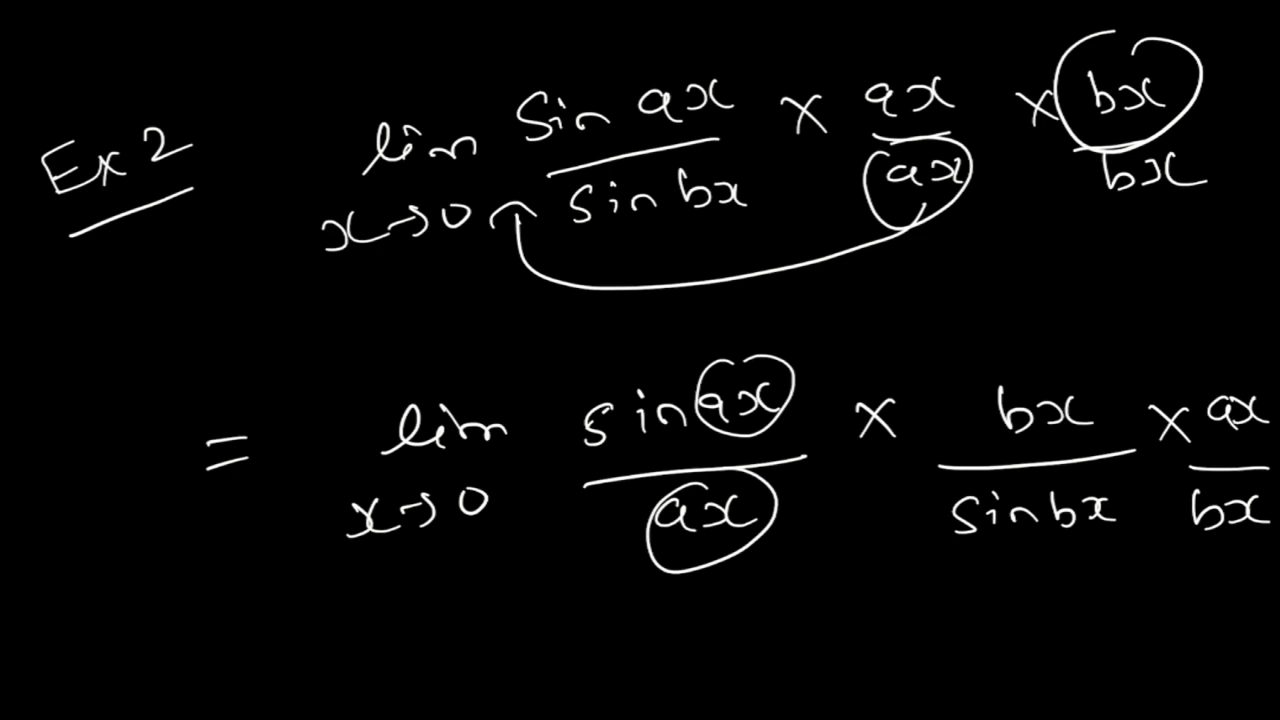 Ex 2 lim x→0 sin ax / sin bx × ax / ax × bx / bx
= lim x→0 sin ax / ax × bx / sin bx × ax / bx